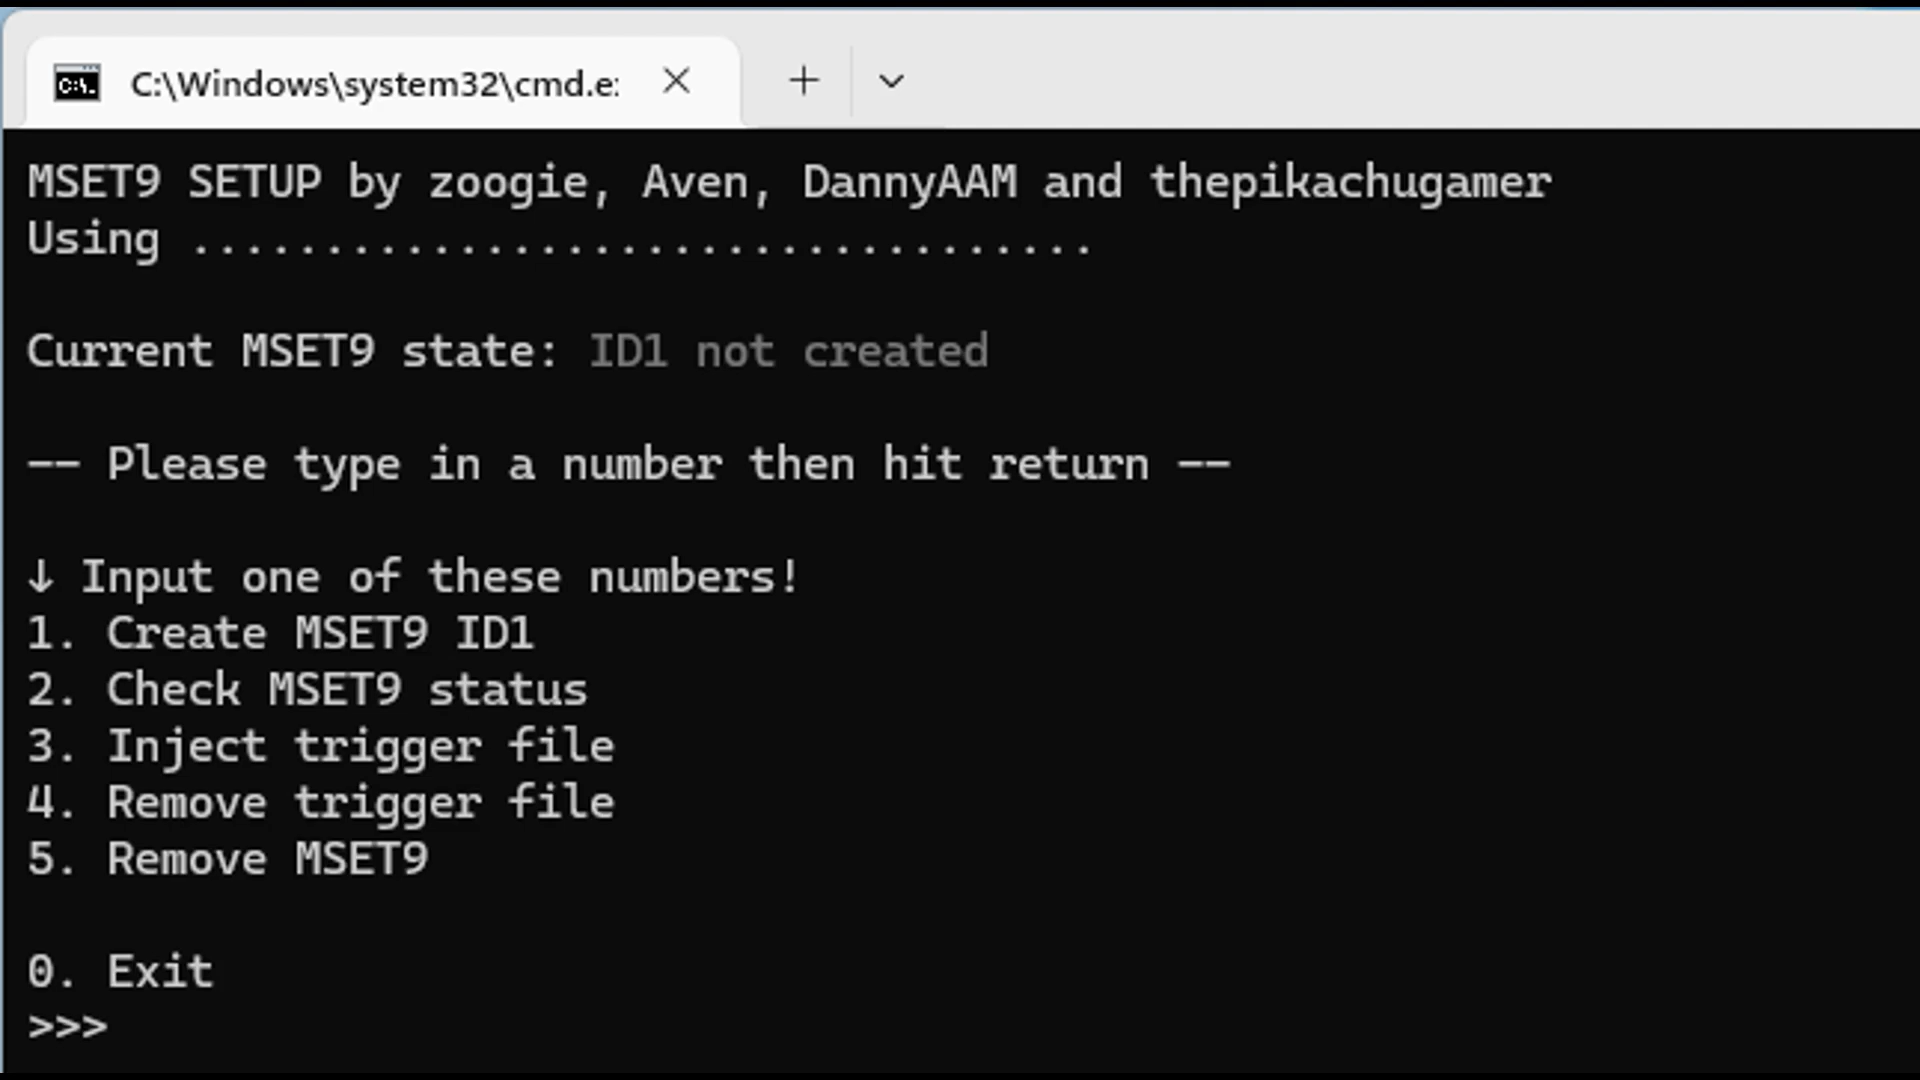 C:\Windows\system32\cmd.e
MSET9 SETUP by zoogie, Aven, DannyAAM and thepikachugamer
Using ..................................
Current MSET9 state: ID1 not created
-- Please type in a number then hit return --
↓ Input one of these numbers!
1. Create MSET9 ID1
2. Check MSET9 status
3. Inject trigger file
4. Remove trigger file
5. Remove MSET9
0. Exit
>>>